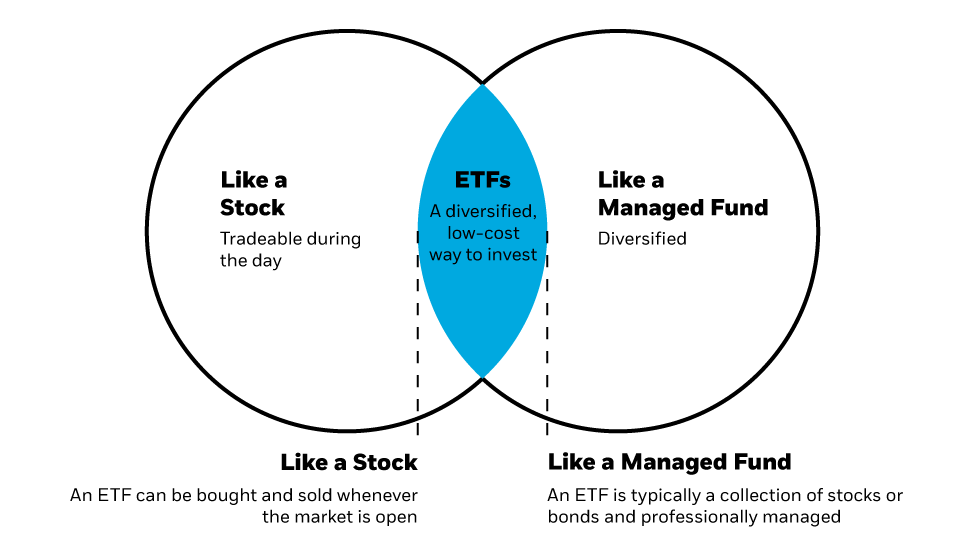 Like a
Stock
Tradeable during
the day
ETFs
A diversified,
low-cost
way to invest
Like a
Managed Fund
Diversified
Like a Stock
An ETF can be bought and sold whenever
the market is open
Like a Managed Fund
An ETF is typically a collection of stocks or
bonds and professionally managed